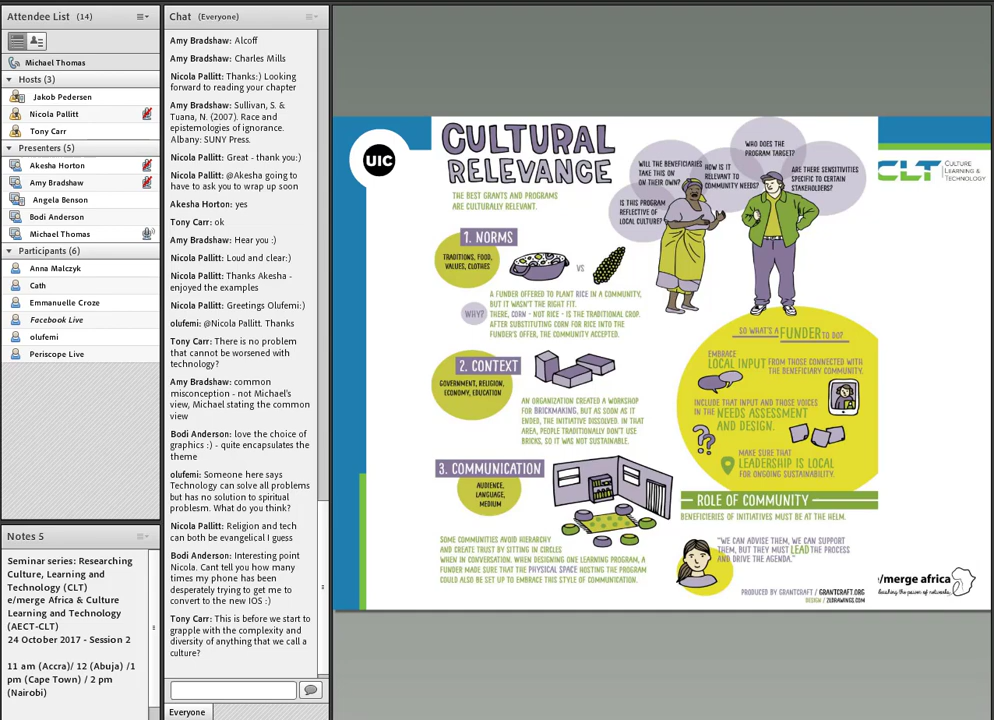 Attendee List (14)
Michael Thomas
Hosts (3)
Jakob Pedersen
Nicola Pallitt
Tony Carr
Presenters (5)
Akesha Horton
Amy Bradshaw
Angela Benson
Bodi Anderson
Michael Thomas
Participants (6)
Anna Malczyk
Cath
Emmanuelle Croze
Facebook Live
olufemi
Periscope Live
Notes 5
Seminar series: Researching
Culture, Learning and
Technology (CLT)
e/merge Africa & Culture
Learning and Technology
(AECT-CLT)
24 October 2017 - Session 2
11 am (Accra)/ 12 (Abuja) /1
pm (Cape Town) / 2 pm
(Nairobi)
Chat (Everyone)
Amy Bradshaw: Alcoff
Amy Bradshaw: Charles Mills
Nicola Pallitt: Thanks:) Looking
forward to reading your chapter
Amy Bradshaw: Sullivan, S. &
Tuana, N. (2007). Race and
epistemologies of ignorance.
Albany: SUNY Press.
Nicola Pallitt: Great - thank you:)
Nicola Pallitt: @Akesha going to
have to ask you to wrap up soon
Akesha Horton: yes
Tony Carr: ok
Amy Bradshaw: Hear you :)
Nicola Pallitt: Loud and clear:)
Nicola Pallitt: Thanks Akesha -
enjoyed the examples
Nicola Pallitt: Greetings Olufemi:)
olufemi: @Nicola Pallitt. Thanks
Tony Carr: There is no problem
that cannot be worsened with
technology?
Amy Bradshaw: common
misconception - not Michael's
view, Michael stating the common
view
Bodi Anderson: love the choice of
graphics :) - quite encapsulates the
theme
olufemi: Someone here says
Technology can solve all problems
but has no solution to spiritual
problesm. What do you think?
Nicola Pallitt: Religion and tech
can both be evangelical I guess
Bodi Anderson: Interesting point
Nicola. Cant tell you how many
times my phone has been
desperately trying to get me to
convert to the new IOS :)
Tony Carr: This is before we start to
grapple with the complexity and
diversity of anything that we call a
culture?
Everyone
UIC
CULTURAL
RELEVANCE
THE BEST GRANTS AND PROGRAMS
ARE CULTURALLY RELEVANT.
WILL THE BENEFICIARIES
TAKE THIS ON
ON THEIR OWN?
HOW IS IT
RELEVANT TO
COMMUNITY NEEDS?
WHO DOES THE
PROGRAM TARGET?
ARE THERE SENSITIVITIES
SPECIFIC TO CERTAIN
STAKEHOLDERS?
IS THIS PROGRAM
REFLECTIVE OF
LOCAL CULTURE?
CLT CULTURE
LEARNING &
TECHNOLOGY
1. NORMS
TRADITIONS, FOOD,
VALUES, CLOTHES
VS
A FUNDER OFFERED TO PLANT RICE IN A COMMUNITY,
BUT IT WASN'T THE RIGHT FIT.
WHY?
THERE, CORN - NOT RICE - IS THE TRADITIONAL CROP.
AFTER SUBSTITUTING CORN FOR RICE INTO THE
FUNDER'S OFFER, THE COMMUNITY ACCEPTED.
2. CONTEXT
GOVERNMENT, RELIGION,
ECONOMY, EDUCATION
AN ORGANIZATION CREATED A WORKSHOP
FOR BRICKMAKING, BUT AS SOON AS IT
ENDED, THE INITIATIVE DISSOLVED. IN THAT
AREA, PEOPLE TRADITIONALLY DON'T USE
BRICKS, SO IT WAS NOT SUSTAINABLE.
3. COMMUNICATION
AUDIENCE,
LANGUAGE,
MEDIUM
SOME COMMUNITIES AVOID HIERARCHY
AND CREATE TRUST BY SITTING IN CIRCLES
WHEN IN CONVERSATION. WHEN DESIGNING ONE LEARNING PROGRAM, A
FUNDER MADE SURE THAT THE PHYSICAL SPACE HOSTING THE PROGRAM
COULD ALSO BE SET UP TO EMBRACE THIS STYLE OF COMMUNICATION.
SO WHAT'S A FUNDER TO DO?
EMBRACE
LOCAL INPUT FROM THOSE CONNECTED WITH
THE BENEFICIARY COMMUNITY.
INCLUDE THAT INPUT AND THOSE VOICES
IN THE NEEDS ASSESSMENT
AND DESIGN.
MAKE SURE THAT
LEADERSHIP IS LOCAL
FOR ONGOING SUSTAINABILITY.
ROLE OF COMMUNITY
BENEFICIERIES OF INITIATIVES MUST BE AT THE HELM.
"WE CAN ADVISE THEM, WE CAN SUPPORT
THEM, BUT THEY MUST LEAD THE PROCESS
AND DRIVE THE AGENDA."
PRODUCED BY GRANTCRAFT / GRANTCRAFT.ORG
DESIGN / ZEBRAWINGS.COM
/merge africa
the power of networks